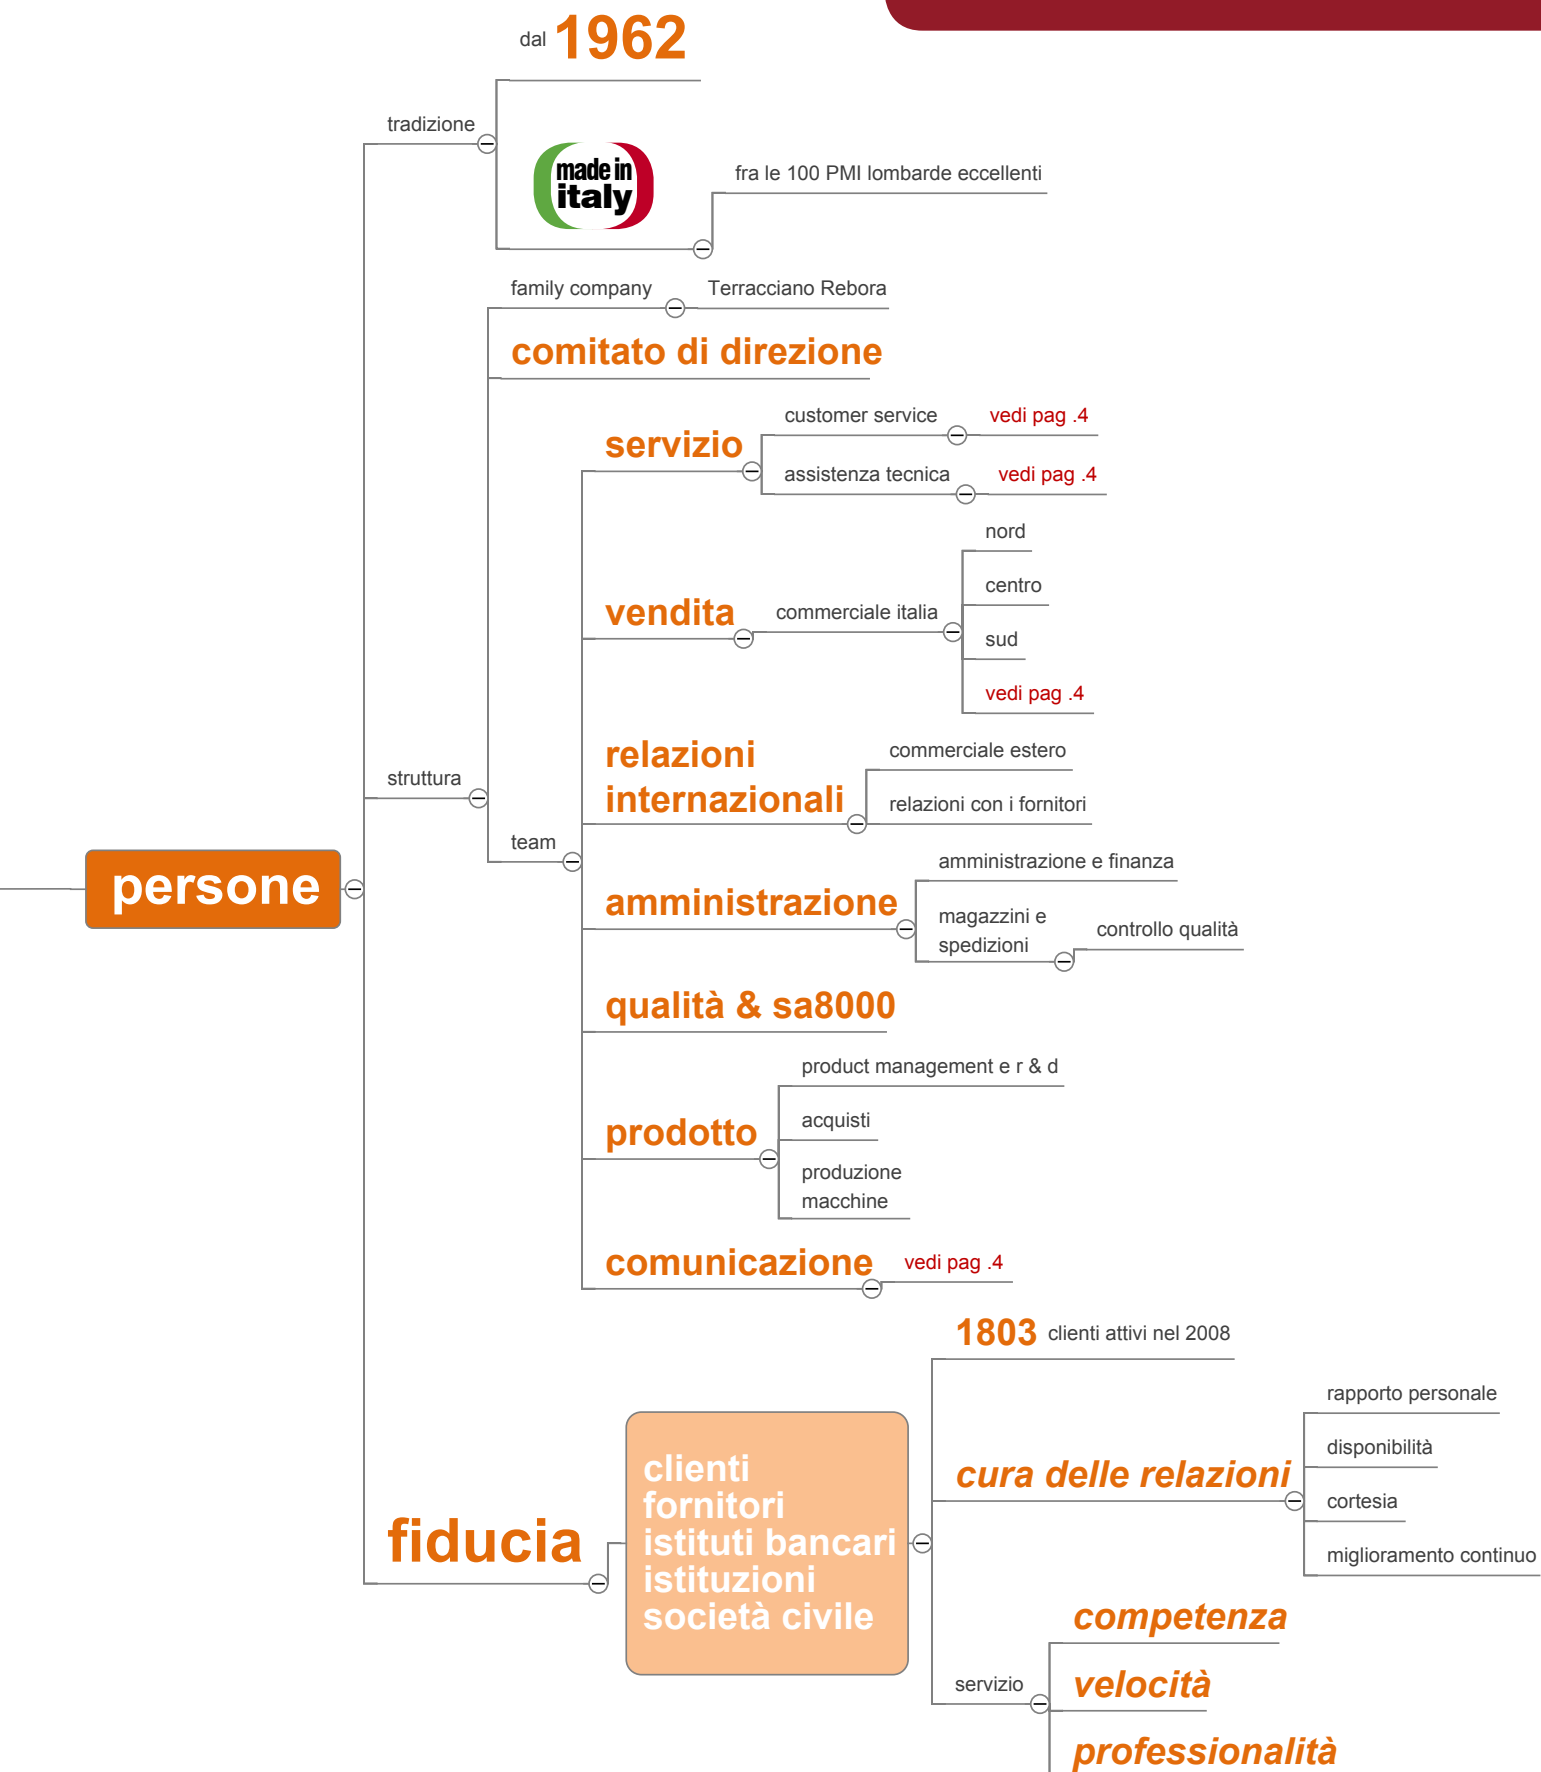 dal 1962
tradizione
made in
italy
fra le 100 PMI lombarde eccellenti
family company
Terracciano Rebora
comitato di direzione
customer service
vedi pag .4
servizio
assistenza tecnica
vedi pag .4
nord
centro
vendita
commerciale italia
sud
vedi pag .4
relazioni
internazionali
commerciale estero
relazioni con i fornitori
struttura
team
persone
amministrazione e finanza
amministrazione
magazzini e
spedizioni
controllo qualità
qualità & sa8000
product management e r & d
acquisti
prodotto
produzione
macchine
comunicazione
vedi pag .4
1803 clienti attivi nel 2008
rapporto personale
disponibilità
cura delle relazioni
cortesia
miglioramento continuo
fiducia
clienti
fornitori
istituti bancari
istituzioni
società civile
competenza
servizio
velocità
professionalità